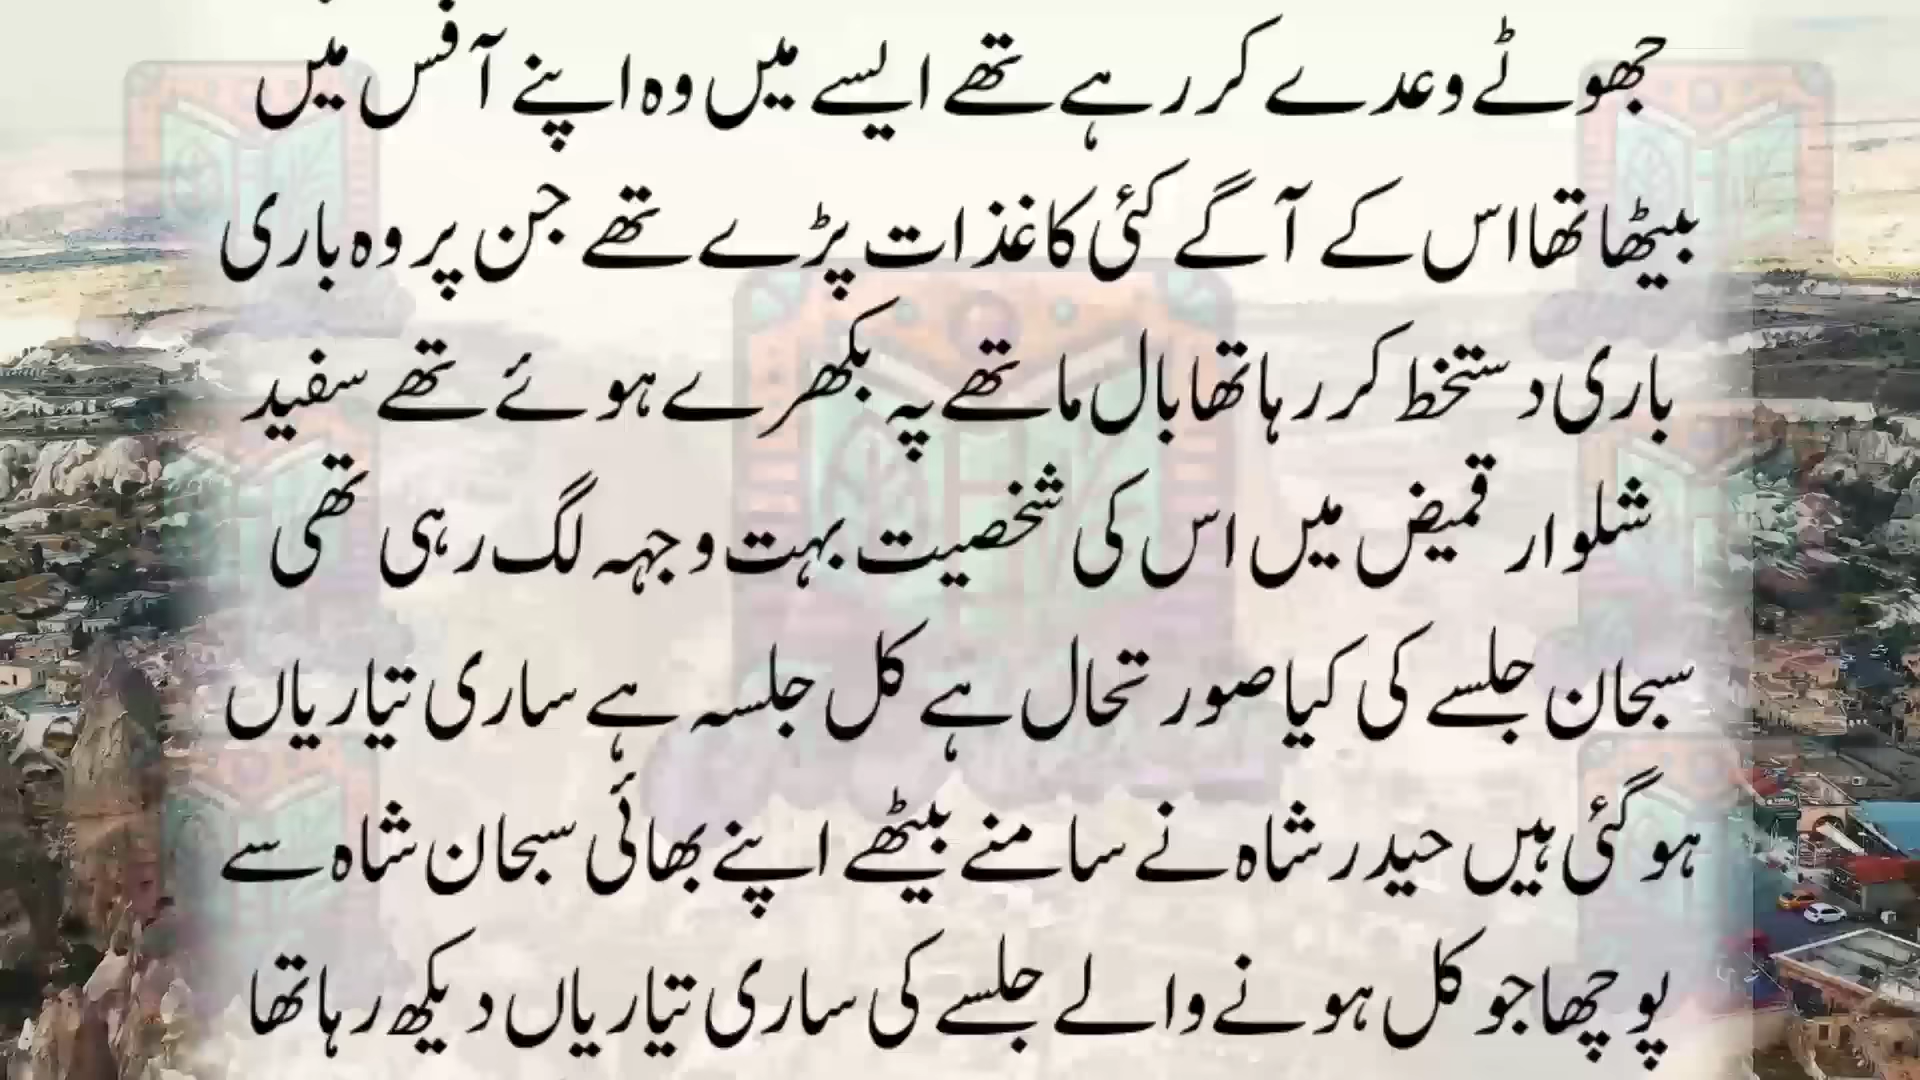 جھوٹے وعدے کر رہے تھے ایسے میں وہ اپنے آفس میں
بیٹھا تھا اس کے آگے کئی کاغذات پڑے تھے جن پر وہ باری
باری دستخط کر رہا تھا بال ماتھے پہ بکھرے ہوئے تھے سفید
شلوار قمیض میں اس کی شخصیت بہت وجہہ لگ رہی تھی
سبحان جلسے کی کیا صورتحال ہے کل جلسہ ہے ساری تیاریاں
ہو گئی ہیں حیدر شاہ نے سامنے بیٹھے اپنے بھائی سبحان شاہ سے
پوچھا جو کل ہونے والے جلسے کی ساری تیاریاں دیکھ رہا تھا